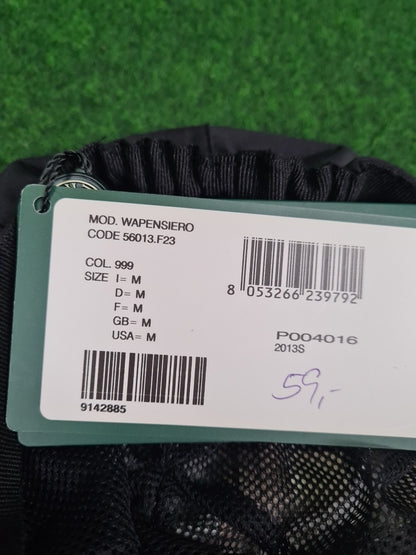 MOD. WAPENSIERO
CODE 56013.F23
COL. 999
SIZE I= M
D= M
F= M
GB= M
USA= M
9142885
8 053266 239792
P004016
2013S
59,-